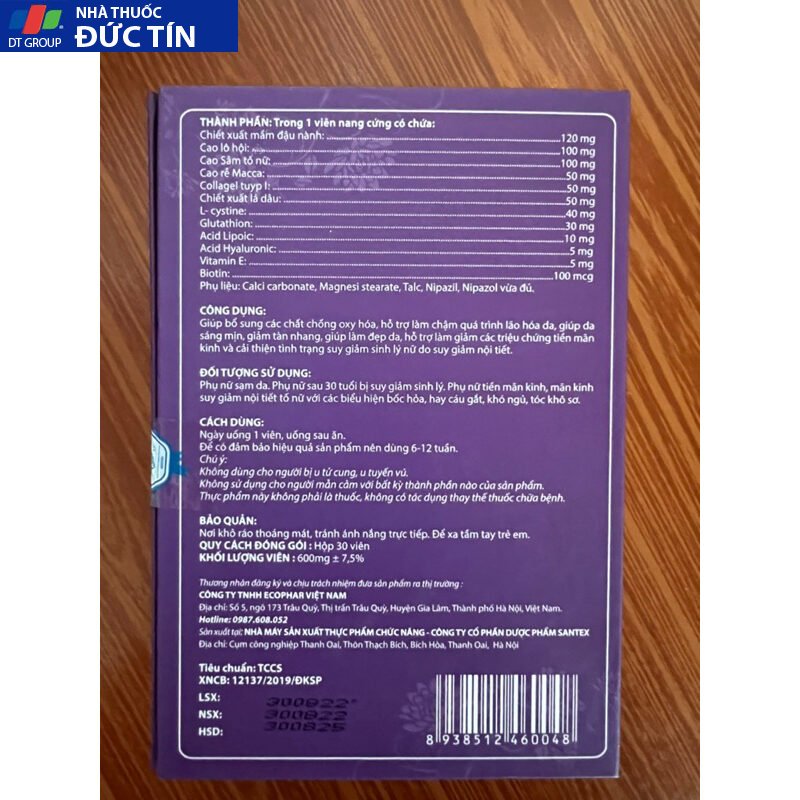 NHÀ THUỐC
ĐỨC TÍN
DT GROUP
THÀNH PHẦN: Trong 1 viên nang cứng có chứa:
Chiết xuất mầm đậu nành: 120 mg
Cao lô hội: 100 mg
Cao Sâm tố nữ: 100 mg
Cao rễ Macca: 50 mg
Collagel tuyp I: 50 mg
Chiết xuất lá dâu: 50 mg
L- cystine: 40 mg
Glutathion: 30 mg
Acid Lipoic: 10 mg
Acid Hyaluronic: 5 mg
Vitamin E: 5 mg
Biotin: 100 mcg
Phụ liệu: Calci carbonate, Magnesi stearate, Talc, Nipazil, Nipazol vừa đủ.
CÔNG DỤNG:
Giúp bổ sung các chất chống oxy hóa, hỗ trợ làm chậm quá trình lão hóa da, giúp da
sáng mịn, giảm tàn nhang, giúp làm đẹp da, hỗ trợ làm giảm các triệu chứng tiền mãn
kinh và cải thiện tình trạng suy giảm sinh lý nữ do suy giảm nội tiết.
ĐỐI TƯỢNG SỬ DỤNG:
Phụ nữ sạm da. Phụ nữ sau 30 tuổi bị suy giảm sinh lý. Phụ nữ tiền mãn kinh, mãn kinh
suy giảm nội tiết tố nữ với các biểu hiện bốc hỏa, hay cáu gắt, khó ngủ, tóc khô sơ.
CÁCH DÙNG:
Ngày uống 1 viên, uống sau ăn.
Để có đảm bảo hiệu quả sản phẩm nên dùng 6-12 tuần.
Chú ý:
Không dùng cho người bị u tử cung, u tuyến vú.
Không sử dụng cho người mẫn cảm với bất kỳ thành phần nào của sản phẩm.
Thực phẩm này không phải là thuốc, không có tác dụng thay thế thuốc chữa bệnh.
BẢO QUẢN:
Nơi khô ráo thoáng mát, tránh ánh nắng trực tiếp. Để xa tầm tay trẻ em.
QUY CÁCH ĐÓNG GÓI : Hộp 30 viên
KHỐI LƯỢNG VIÊN : 600mg ± 7,5%
Thương nhân đăng ký và chịu trách nhiệm đưa sản phẩm ra thị trường :
CÔNG TY TNHH ECOPHAR VIỆT NAM
Địa chỉ: Số 5, ngõ 173 Trâu Quỳ, Thị trấn Trâu Quỳ, Huyện Gia Lâm, Thành phố Hà Nội, Việt Nam.
Hotline: 0987.608.052
Sản xuất tại: NHÀ MÁY SẢN XUẤT THỰC PHẨM CHỨC NĂNG - CÔNG TY CỔ PHẦN DƯỢC PHẨM SANTEX
Địa chỉ: Cụm công nghiệp Thanh Oai, Thôn Thạch Bích, Bích Hòa, Thanh Oai, Hà Nội
Tiêu chuẩn: TCCS
XNCB: 12137/2019/ĐKSP
LSX: 300822
NSX: 300822
HSD: 300825
8 938512 460048